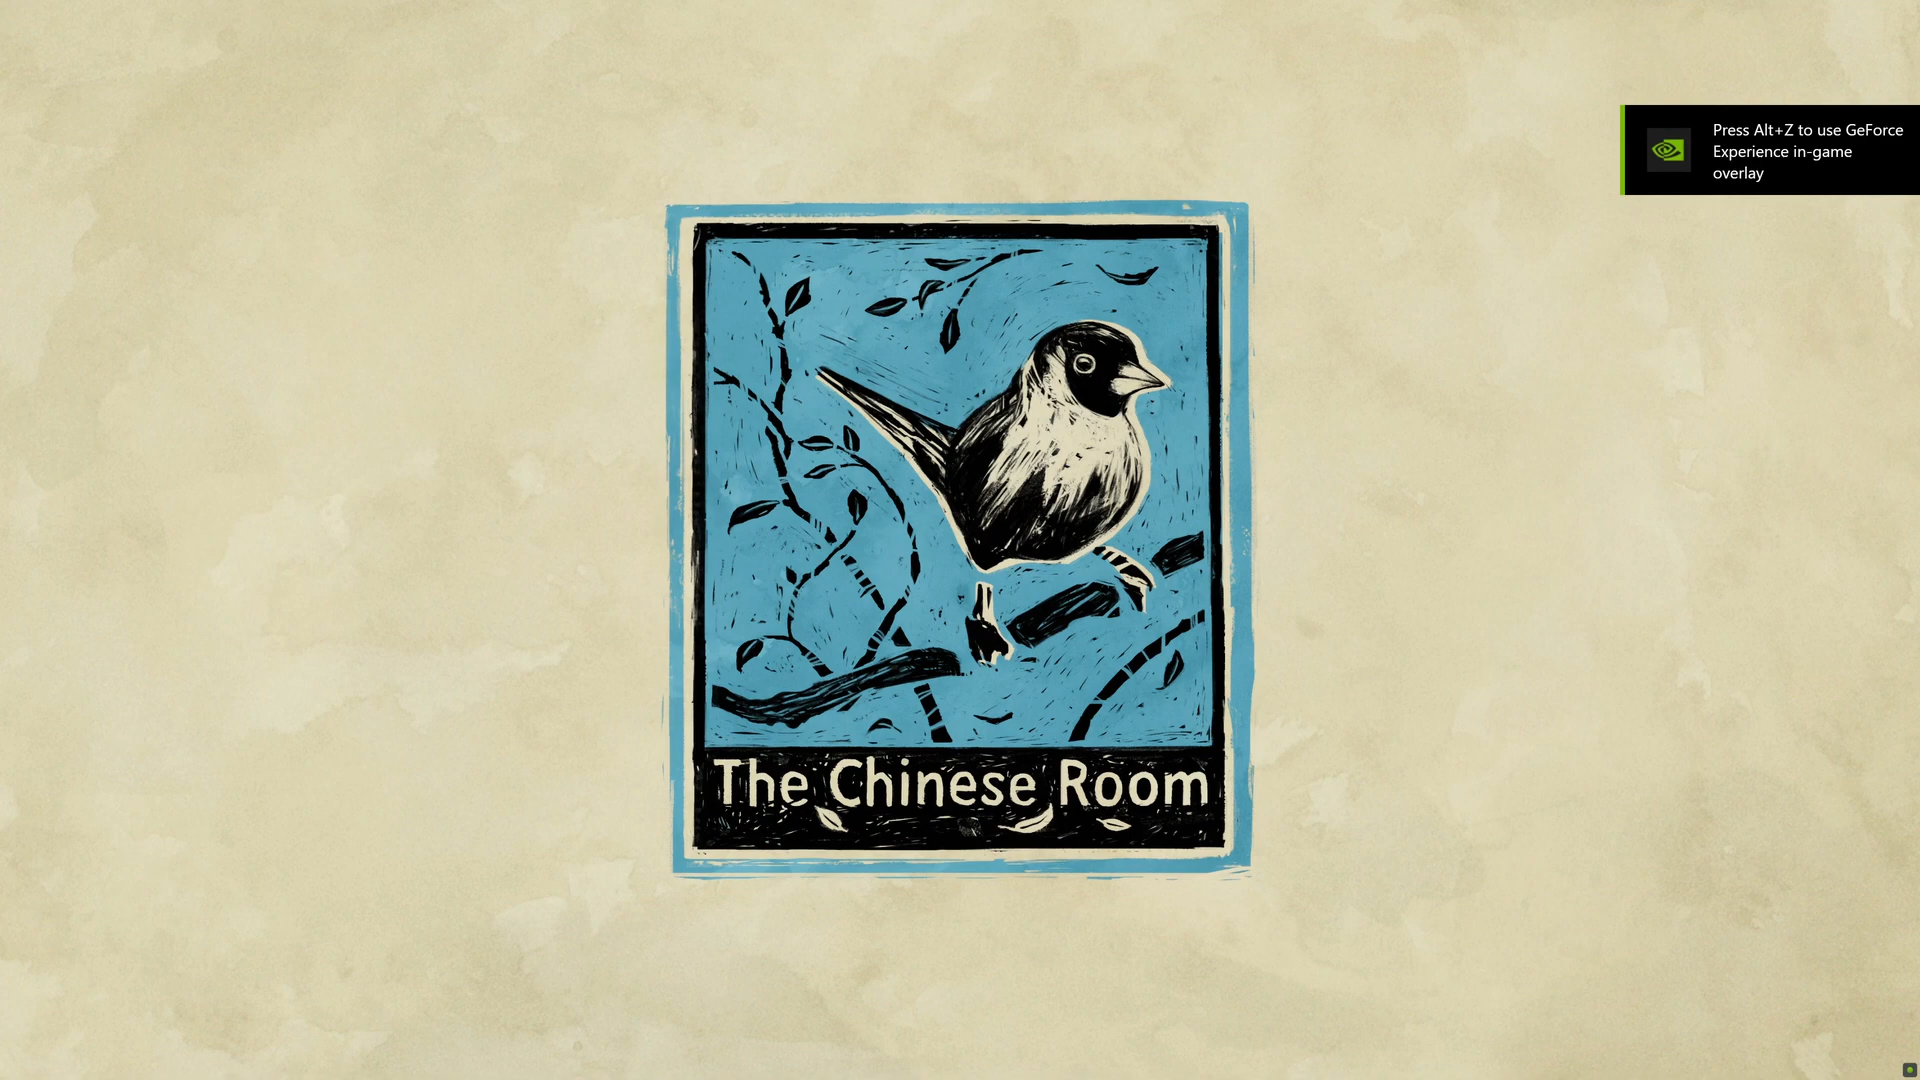 Press Alt+Z to use GeForce
Experience in-game
overlay
The Chinese Room